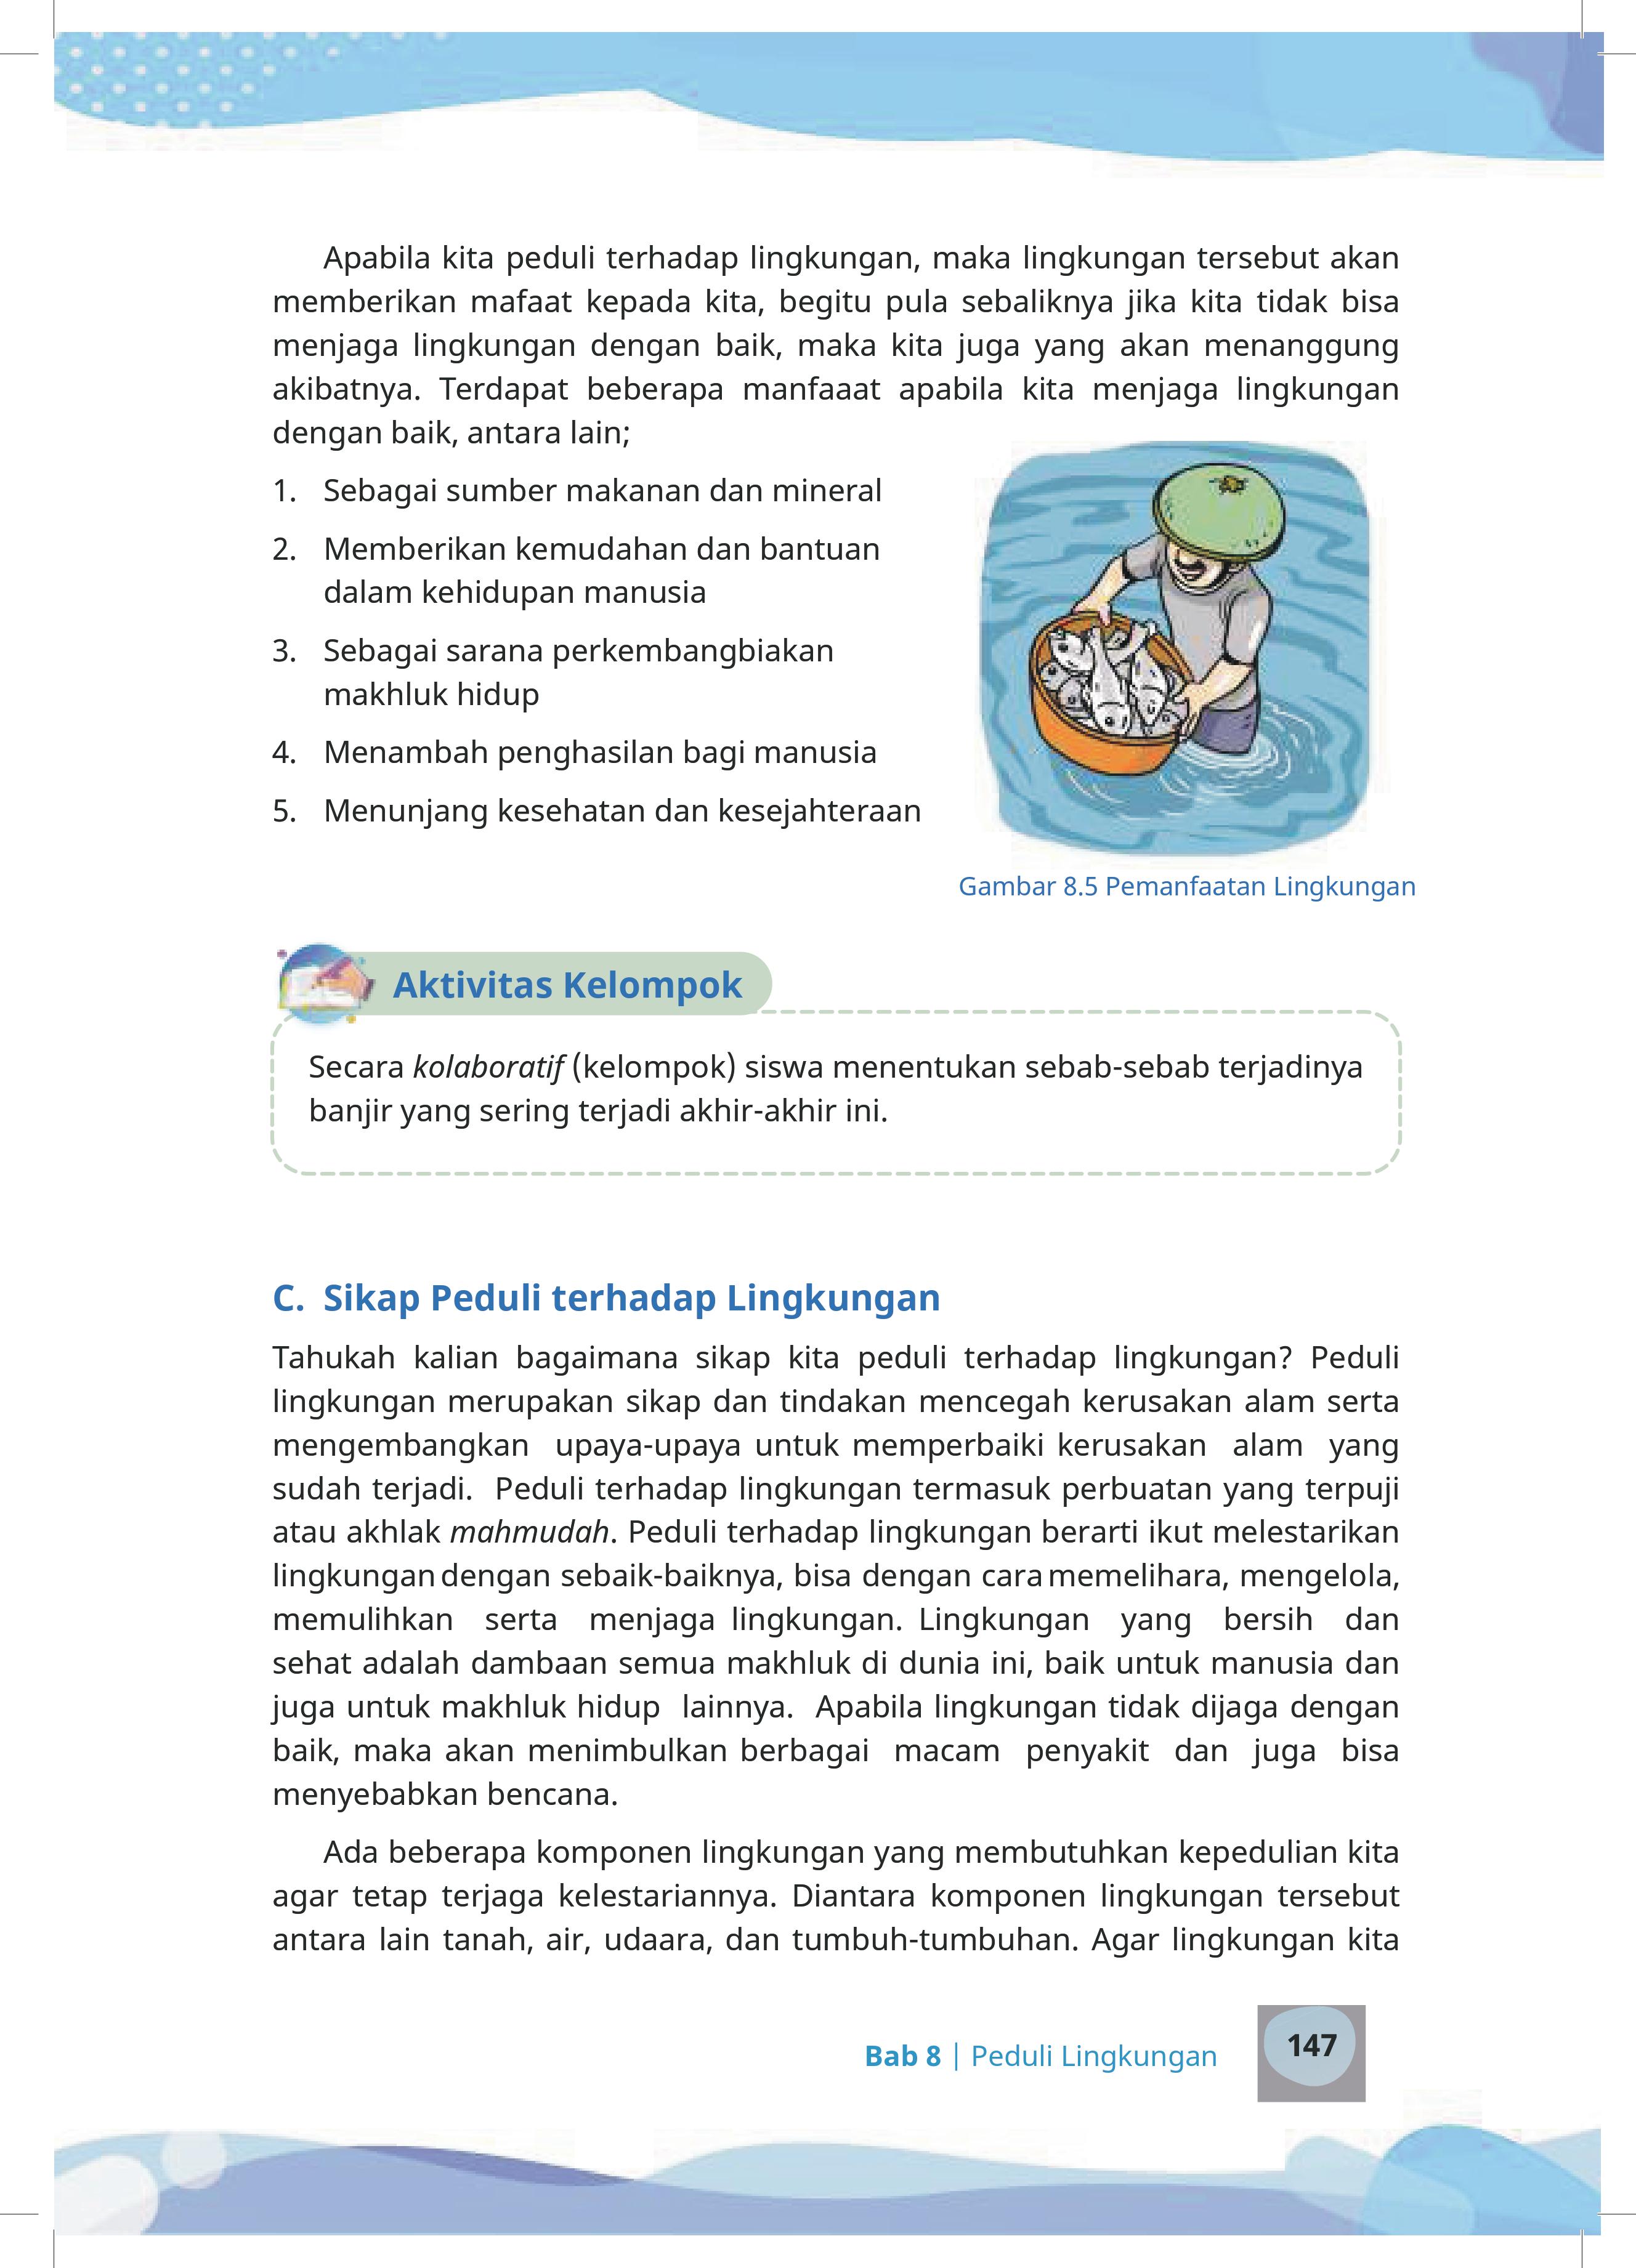 Apabila kita peduli terhadap lingkungan, maka lingkungan tersebut akan
memberikan mafaat kepada kita, begitu pula sebaliknya jika kita tidak bisa
menjaga lingkungan dengan baik, maka kita juga yang akan menanggung
akibatnya. Terdapat beberapa manfaaat apabila kita menjaga lingkungan
dengan baik, antara lain;
1. Sebagai sumber makanan dan mineral
2. Memberikan kemudahan dan bantuan
dalam kehidupan manusia
3. Sebagai sarana perkembangbiakan
makhluk hidup
4. Menambah penghasilan bagi manusia
5. Menunjang kesehatan dan kesejahteraan
Gambar 8.5 Pemanfaatan Lingkungan
Aktivitas Kelompok
Secara kolaboratif (kelompok) siswa menentukan sebab-sebab terjadinya
banjir yang sering terjadi akhir-akhir ini.
C. Sikap Peduli terhadap Lingkungan
Tahukah kalian bagaimana sikap kita peduli terhadap lingkungan? Peduli
lingkungan merupakan sikap dan tindakan mencegah kerusakan alam serta
mengembangkan upaya-upaya untuk memperbaiki kerusakan alam yang
sudah terjadi. Peduli terhadap lingkungan termasuk perbuatan yang terpuji
atau akhlak mahmudah. Peduli terhadap lingkungan berarti ikut melestarikan
lingkungan dengan sebaik-baiknya, bisa dengan cara memelihara, mengelola,
memulihkan serta menjaga lingkungan. Lingkungan yang bersih dan
sehat adalah dambaan semua makhluk di dunia ini, baik untuk manusia dan
juga untuk makhluk hidup lainnya. Apabila lingkungan tidak dijaga dengan
baik, maka akan menimbulkan berbagai macam penyakit dan juga bisa
menyebabkan bencana.
Ada beberapa komponen lingkungan yang membutuhkan kepedulian kita
agar tetap terjaga kelestariannya. Diantara komponen lingkungan tersebut
antara lain tanah, air, udaara, dan tumbuh-tumbuhan. Agar lingkungan kita
Bab 8 | Peduli Lingkungan
147